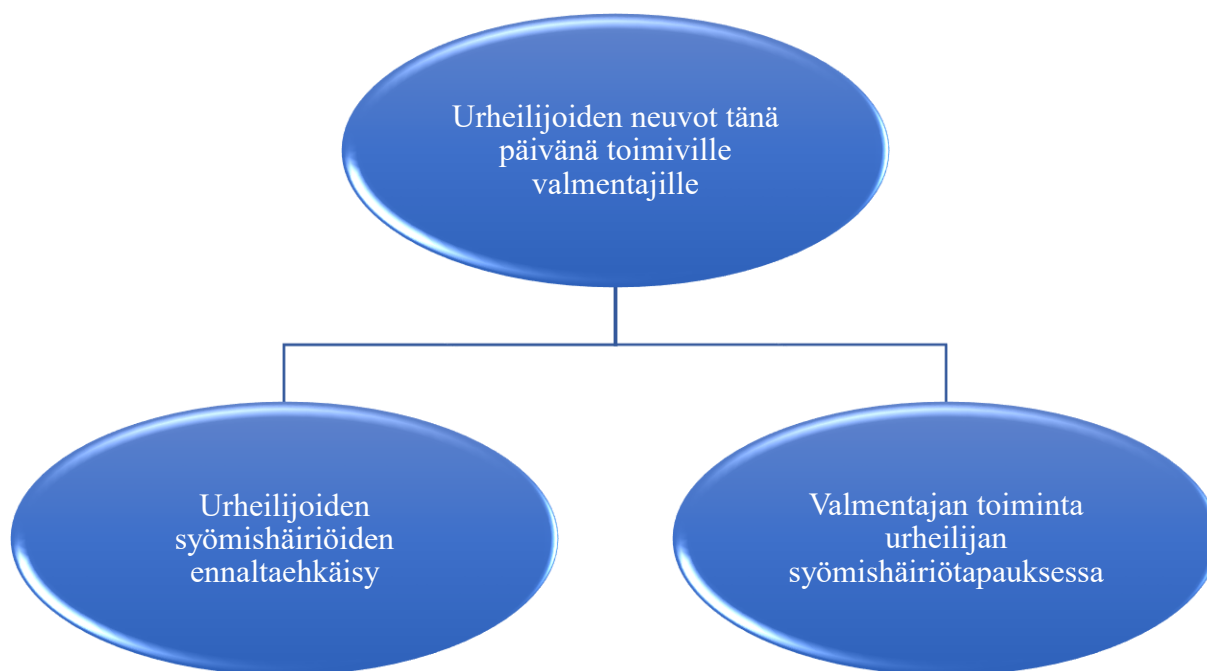 Urheilijoiden neuvot tänä
päivänä toimiville
valmentajille
Urheilijoiden
syömishäiriöiden
ennaltaehkäisy
Valmentajan toiminta
urheilijan
syömishäiriötapauksessa